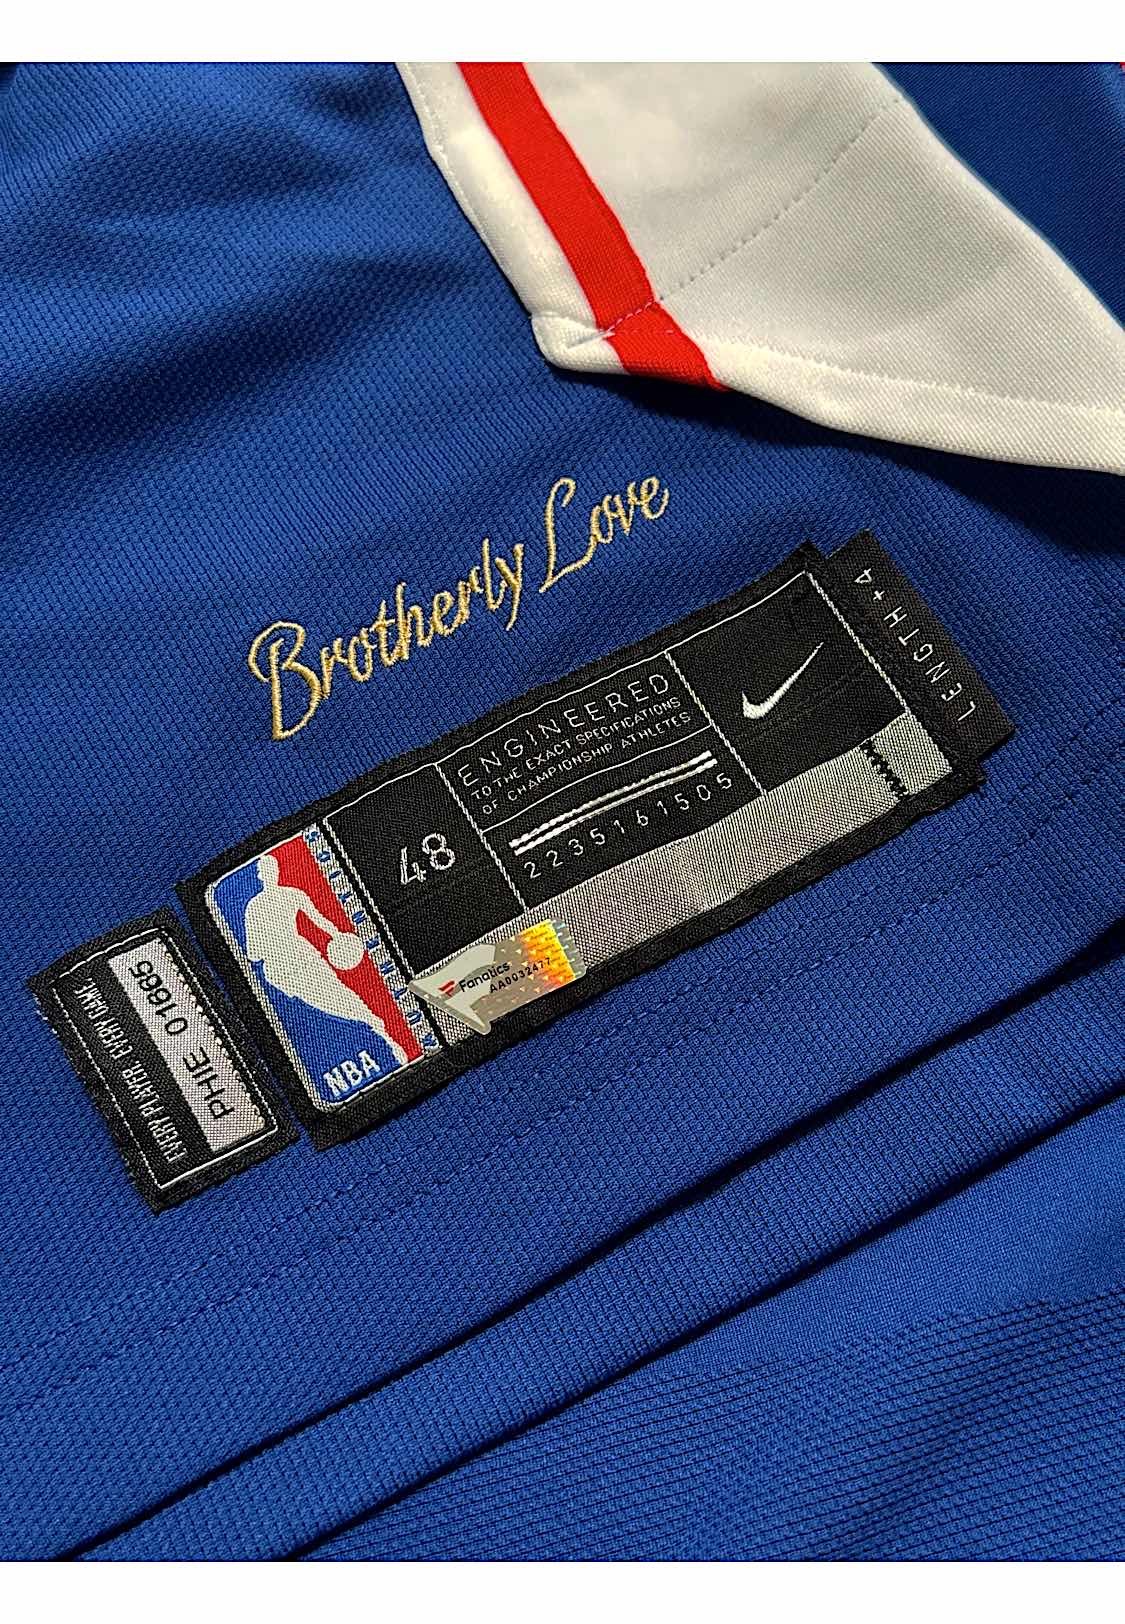 Brotherly Love
LENGTH +4
ENGINEERED
TO THE EXACT SPECIFICATIONS
OF CHAMPIONSHIP ATHLETES
48
2235161505
Fanatics
AA0032477
NBA
PHIE 01665
EVERY PLAYER. EVERY GAME.